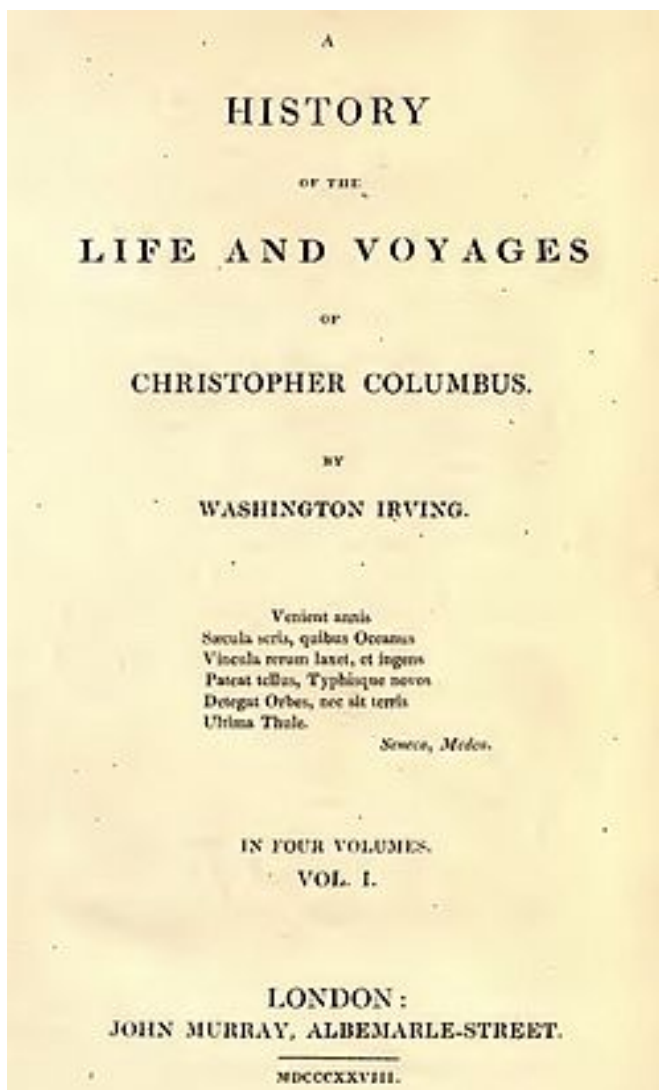 A
HISTORY
OF THE
LIFE AND VOYAGES
OF
CHRISTOPHER COLUMBUS.
BY
WASHINGTON IRVING.
Venient annis
Sæcula seris, quibus Oceanus
Vincula rerum laxet, et ingens
Pateat tellus, Typhisque novos
Detegat Orbes, nec sit terris
Ultima Thule.
Seneca, Medea.
IN FOUR VOLUMES.
VOL. I.
LONDON:
JOHN MURRAY, ALBEMARLE-STREET.
MDCCCXXVIII.